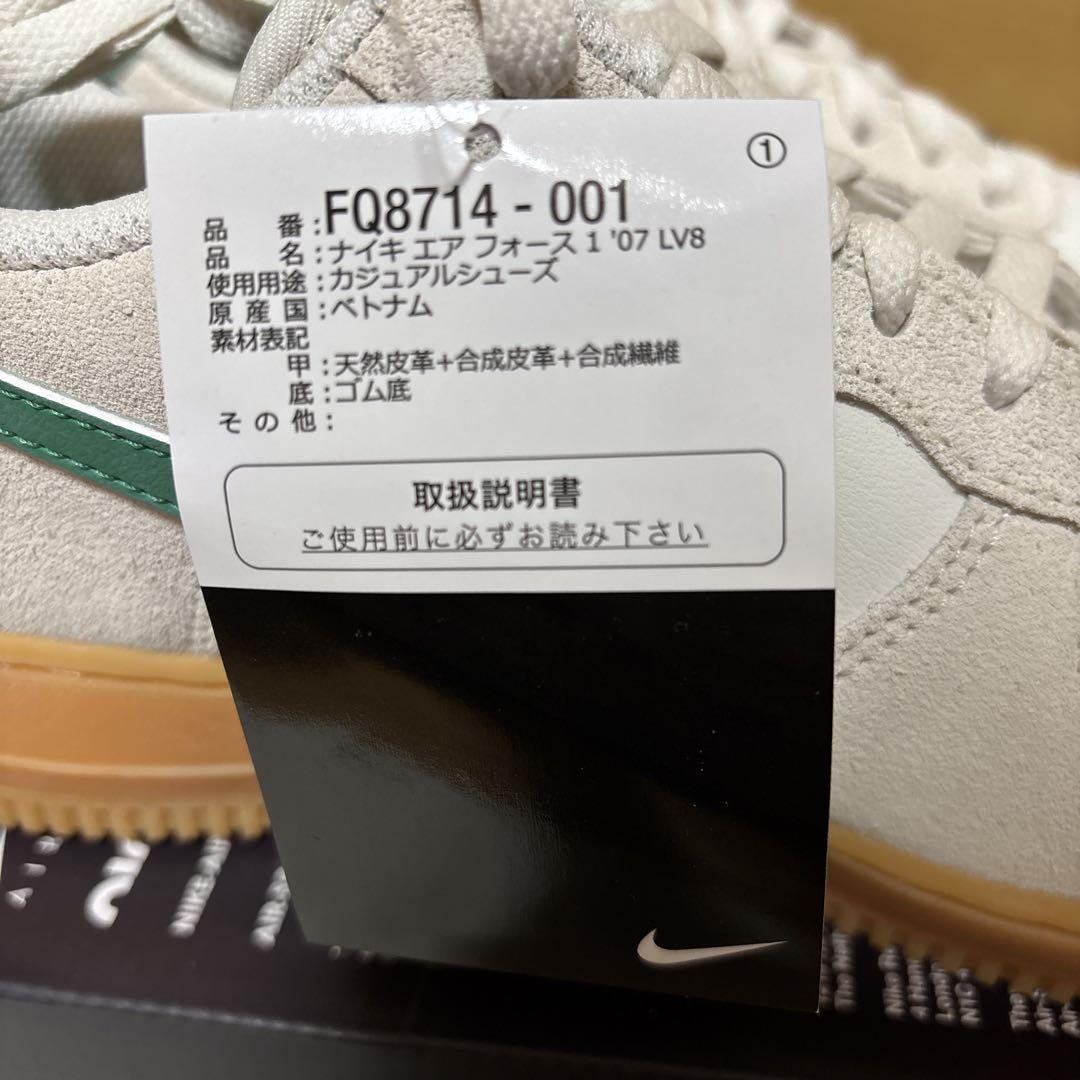 ①
品 番:FQ8714 - 001
品 名:ナイキ エア フォース 1 '07 LV8
使用用途:カジュアルシューズ
原 産 国:ベトナム
素材表記
甲:天然皮革+合成皮革+合成繊維
底:ゴム底
そ の 他:
取扱説明書
ご使用前に必ずお読み下さい